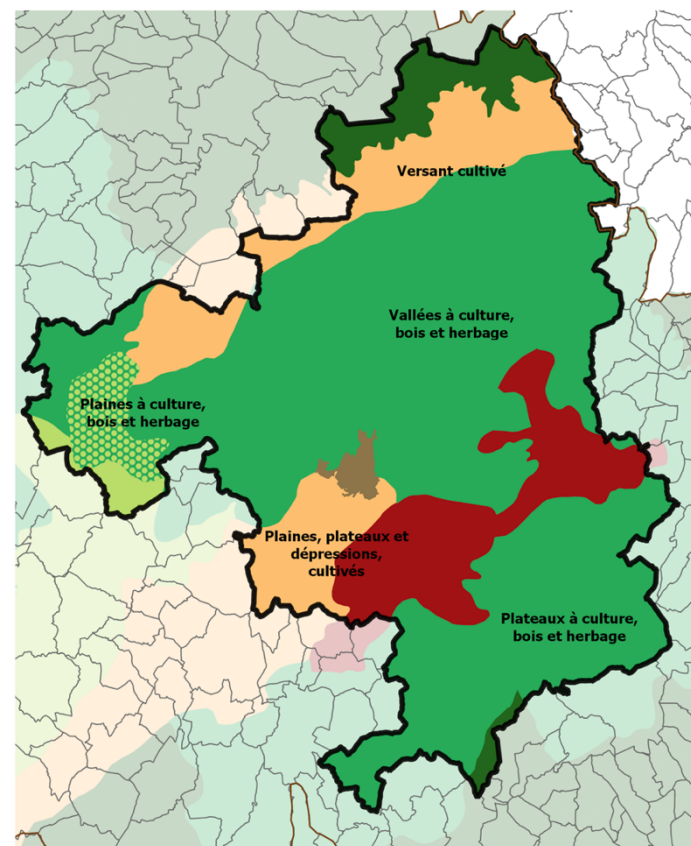 Versant cultivé
Vallées à culture,
bois et herbage
Plaines à culture,
bois et herbage
Plaines, plateaux et
dépressions,
cultivés
Plateaux à culture,
bois et herbage